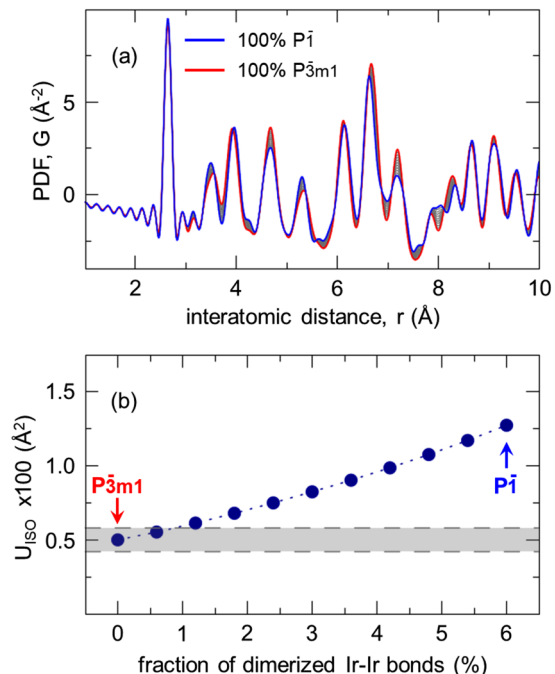 (a)
100% P1̄
100% P3̄m1
PDF, G (Å⁻²)
5
0
2
4
6
8
10
interatomic distance, r (Å)
(b)
U_ISO x100 (Å²)
1.5
1.0
0.5
P3̄m1
P1̄
0
1
2
3
4
5
6
fraction of dimerized Ir-Ir bonds (%)